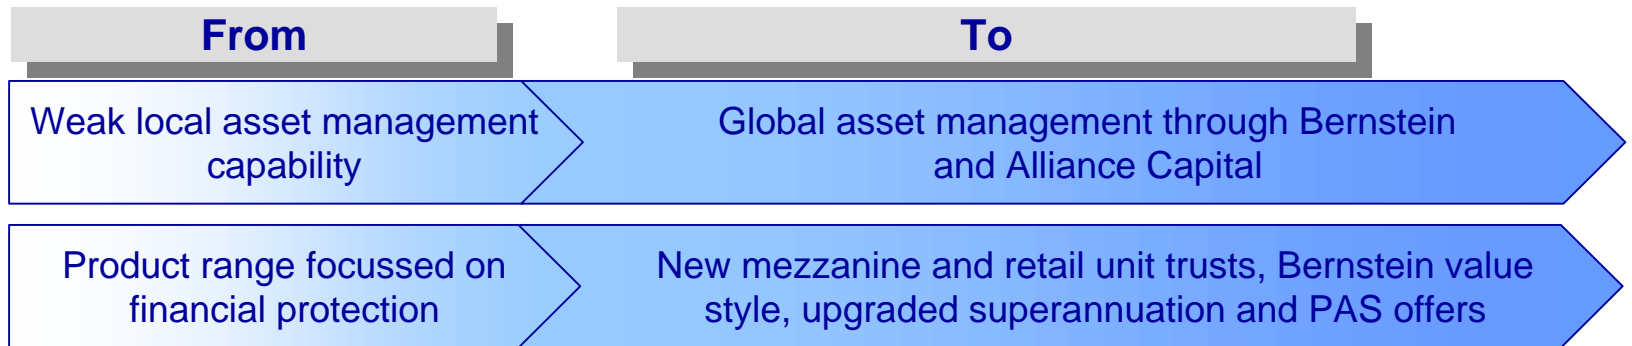 From
To
Weak local asset management
capability
Global asset management through Bernstein
and Alliance Capital
Product range focussed on
financial protection
New mezzanine and retail unit trusts, Bernstein value
style, upgraded superannuation and PAS offers